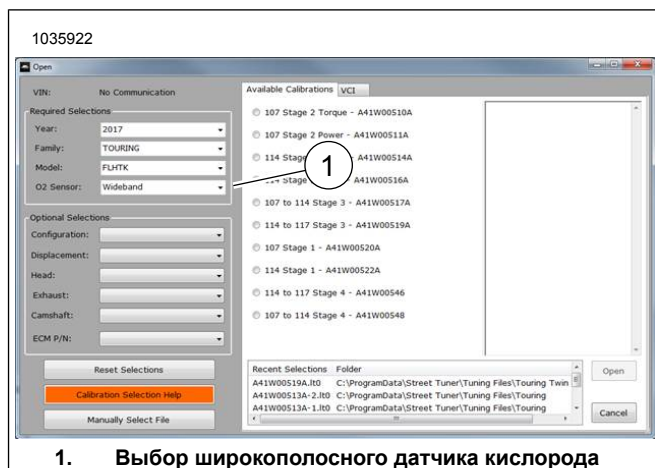 1035922
Open
VIN: No Communication
Required Selections
Year: 2017
Family: TOURING
Model: FLHTK
O2 Sensor: Wideband
Optional Selections
Configuration:
Displacement:
Head:
Exhaust:
Camshaft:
ECM P/N:
Reset Selections
Calibration Selection Help
Manually Select File
Available Calibrations VCI
107 Stage 2 Torque - A41W00510A
107 Stage 2 Power - A41W00511A
114 Stage - A41W00514A
Stage A41W00516A
107 to 114 Stage 3 - A41W00517A
114 to 117 Stage 3 - A41W00519A
107 Stage 1 - A41W00520A
114 Stage 1 - A41W00522A
114 to 117 Stage 4 - A41W00546
107 to 114 Stage 4 - A41W00548
1
Recent Selections Folder
A41W00519A.lt0 C:\ProgramData\Street Tuner\Tuning Files\Touring Twin
A41W00513A-2.lt0 C:\ProgramData\Street Tuner\Tuning Files\Touring
A41W00513A-1.lt0 C:\ProgramData\Street Tuner\Tuning Files\Touring
Open
Cancel
1. Выбор широкополосного датчика кислорода